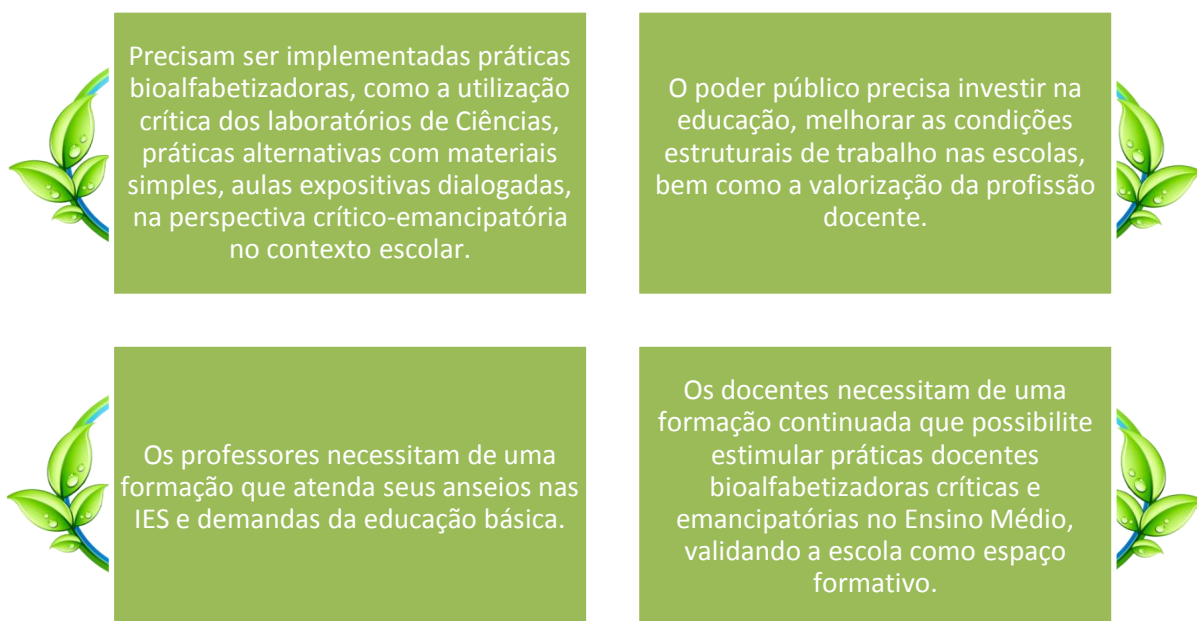 Precisam ser implementadas práticas
bioalfabetizadoras, como a utilização
crítica dos laboratórios de Ciências,
práticas alternativas com materiais
simples, aulas expositivas dialogadas,
na perspectiva crítico-emancipatória
no contexto escolar.
O poder público precisa investir na
educação, melhorar as condições
estruturais de trabalho nas escolas,
bem como a valorização da profissão
docente.
Os professores necessitam de uma
formação que atenda seus anseios nas
IES e demandas da educação básica.
Os docentes necessitam de uma
formação continuada que possibilite
estimular práticas docentes
bioalfabetizadoras críticas e
emancipatórias no Ensino Médio,
validando a escola como espaço
formativo.